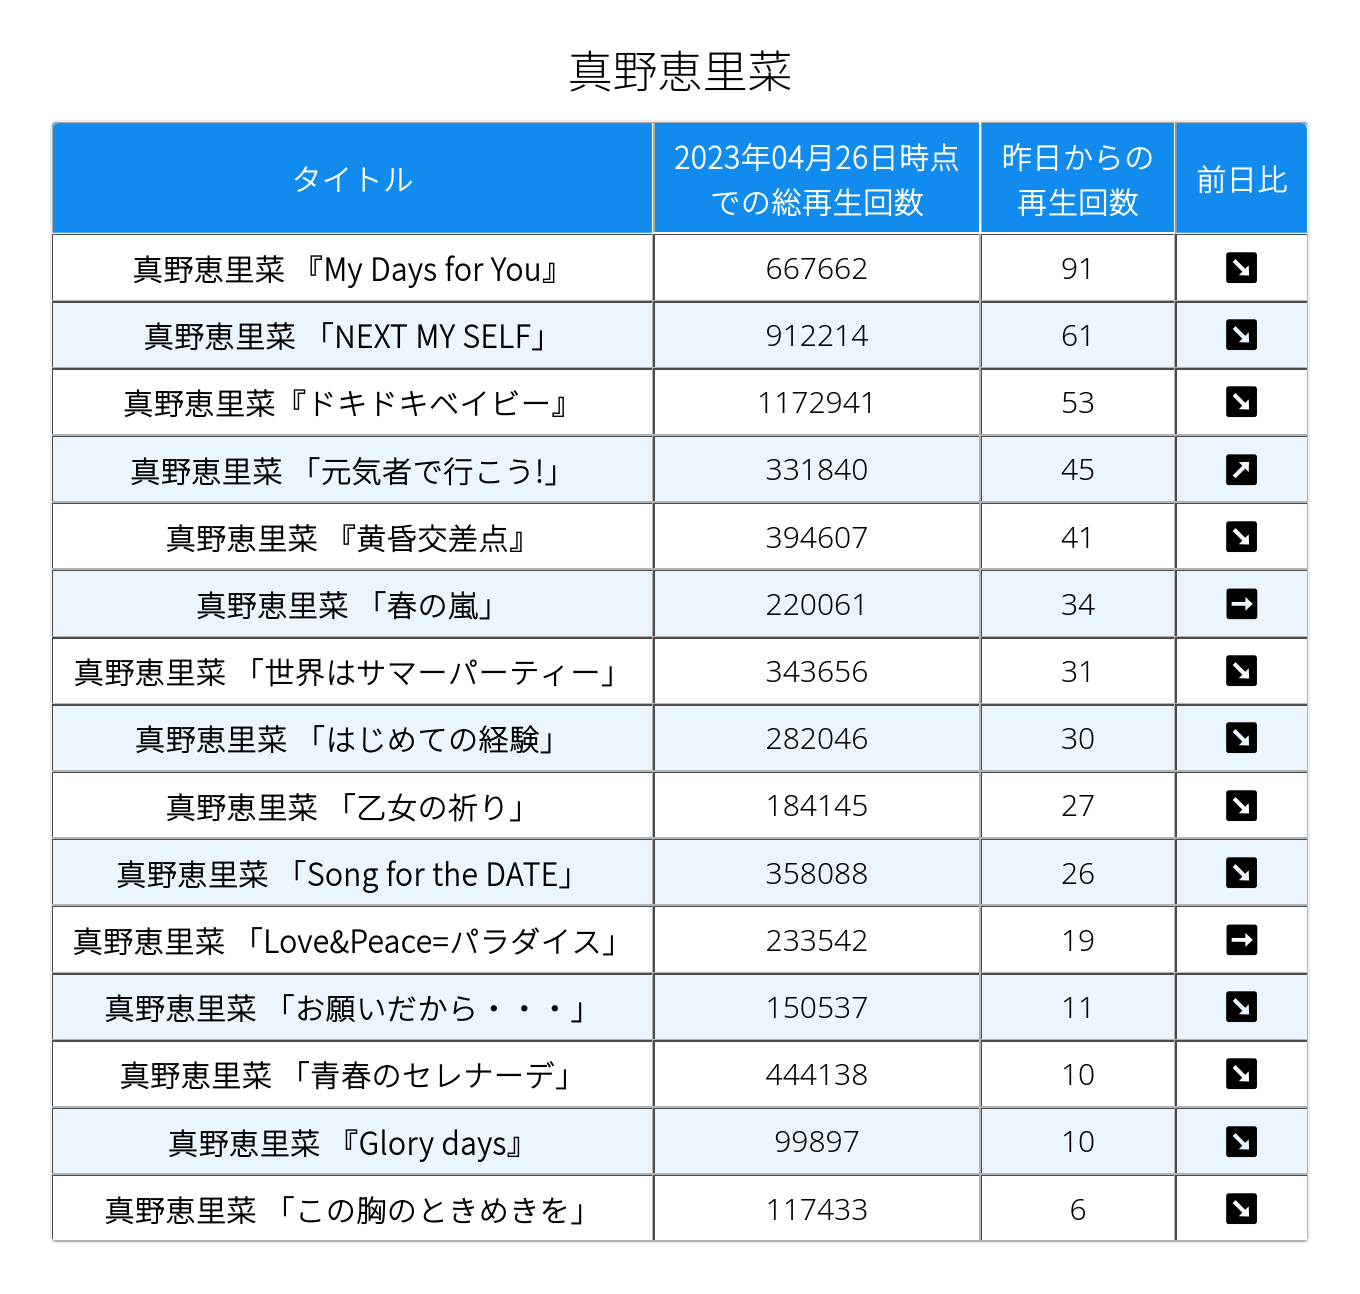 真野恵里菜
タイトル 2023年04月26日時点での総再生回数 昨日からの再生回数 前日比
真野恵里菜 『My Days for You』 667662 91 ↘
真野恵里菜 「NEXT MY SELF」 912214 61 ↘
真野恵里菜『ドキドキベイビー』 1172941 53 ↘
真野恵里菜 「元気者で行こう!」 331840 45 ↗
真野恵里菜 『黄昏交差点』 394607 41 ↘
真野恵里菜 「春の嵐」 220061 34 →
真野恵里菜 「世界はサマーパーティー」 343656 31 ↘
真野恵里菜 「はじめての経験」 282046 30 ↘
真野恵里菜 「乙女の祈り」 184145 27 ↘
真野恵里菜 「Song for the DATE」 358088 26 ↘
真野恵里菜 「Love&Peace=パラダイス」 233542 19 →
真野恵里菜 「お願いだから・・・」 150537 11 ↘
真野恵里菜 「青春のセレナーデ」 444138 10 ↘
真野恵里菜 『Glory days』 99897 10 ↘
真野恵里菜 「この胸のときめきを」 117433 6 ↘